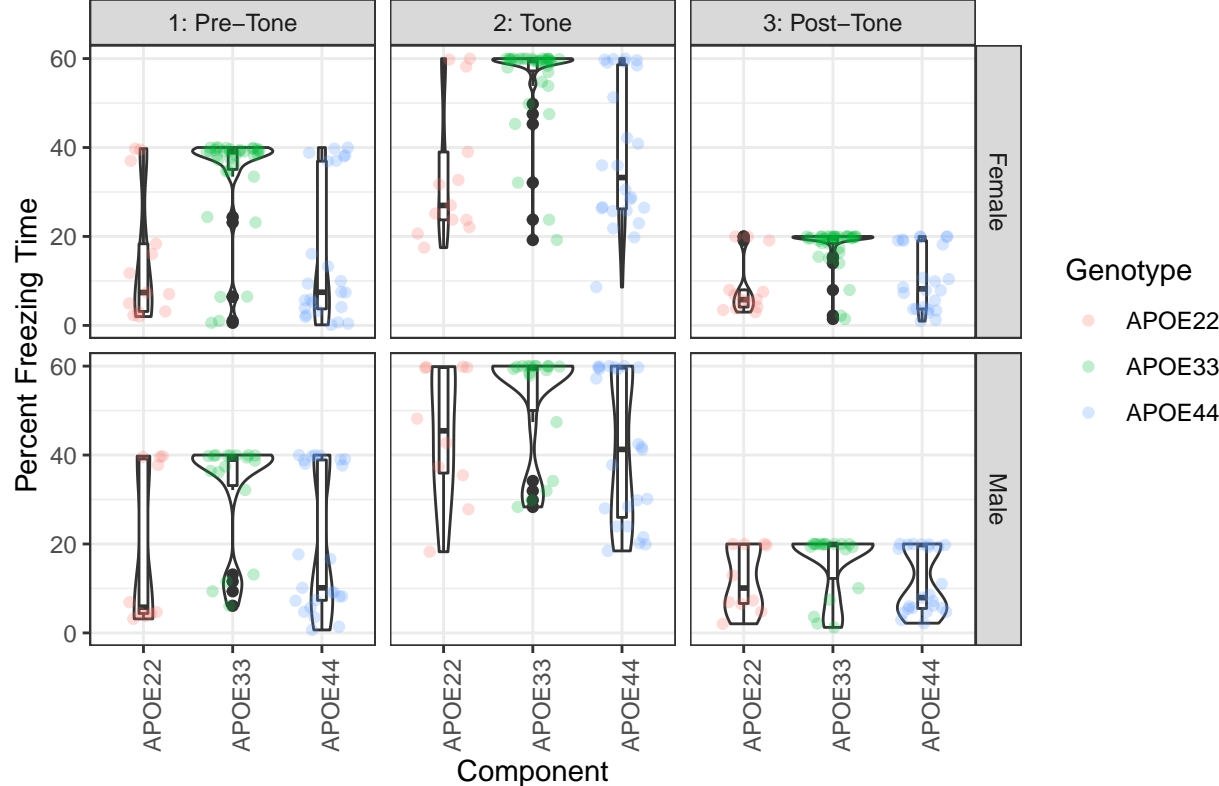 1: Pre−Tone
2: Tone
3: Post−Tone
Percent Freezing Time
60
40
20
0
Female
60
40
20
0
Male
APOE22
APOE33
APOE44
APOE22
APOE33
APOE44
APOE22
APOE33
APOE44
Component
Genotype
APOE22
APOE33
APOE44